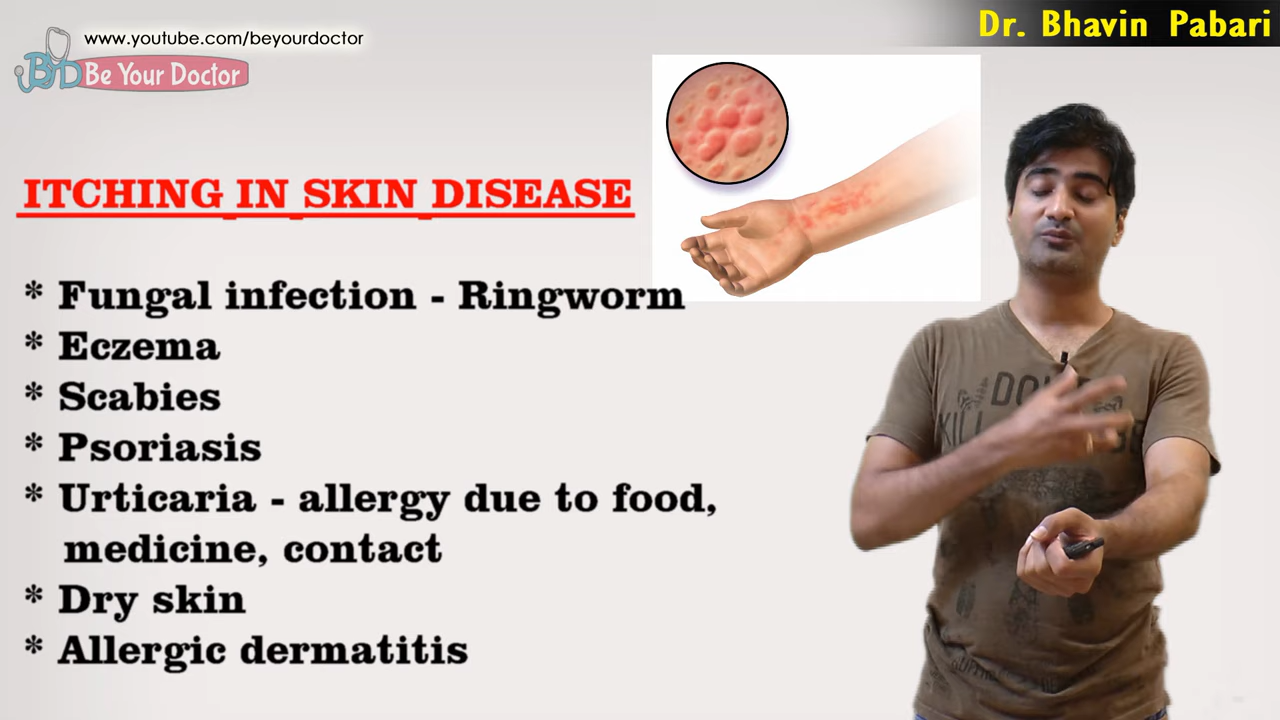 www.youtube.com/beyourdoctor
Dr. Bhavin Pabari
BYD Be Your Doctor
ITCHING IN SKIN DISEASE
* Fungal infection - Ringworm
* Eczema
* Scabies
* Psoriasis
* Urticaria - allergy due to food,
medicine, contact
* Dry skin
* Allergic dermatitis